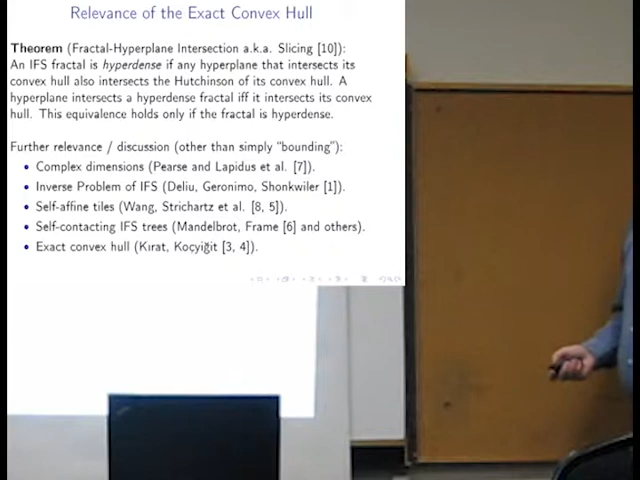 Relevance of the Exact Convex Hull
Theorem (Fractal-Hyperplane Intersection a.k.a. Slicing [10]):
An IFS fractal is hyperdense if any hyperplane that intersects its
convex hull also intersects the Hutchinson of its convex hull. A
hyperplane intersects a hyperdense fractal iff it intersects its convex
hull. This equivalence holds only if the fractal is hyperdense.
Further relevance / discussion (other than simply "bounding"):
• Complex dimensions (Pearse and Lapidus et al. [7]).
• Inverse Problem of IFS (Deliu, Geronimo, Shonkwiler [1]).
• Self-affine tiles (Wang, Strichartz et al. [8, 5]).
• Self-contacting IFS trees (Mandelbrot, Frame [6] and others).
• Exact convex hull (Kırat, Koçyiğit [3, 4]).